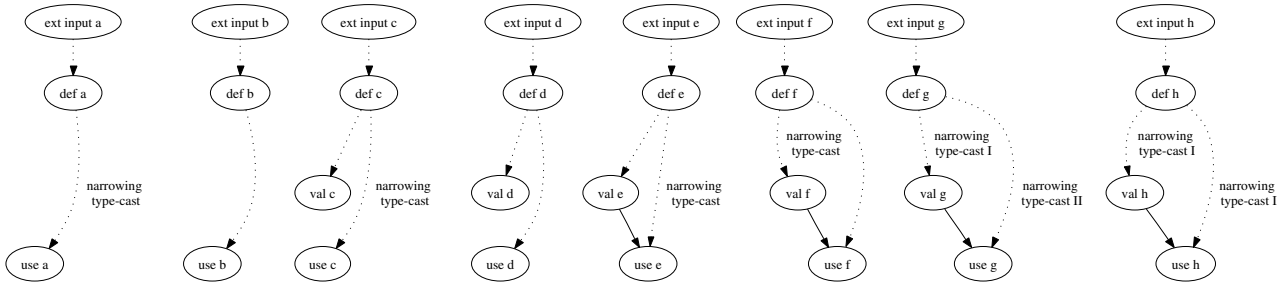 ext input a
ext input b
ext input c
ext input d
ext input e
ext input f
ext input g
ext input h
def a
def b
def c
def d
def e
def f
def g
def h
narrowing
type-cast
narrowing
type-cast I
narrowing
type-cast I
val c
val d
val e
val f
val g
val h
narrowing
type-cast
narrowing
type-cast
narrowing
type-cast
narrowing
type-cast II
narrowing
type-cast I
use a
use b
use c
use d
use e
use f
use g
use h